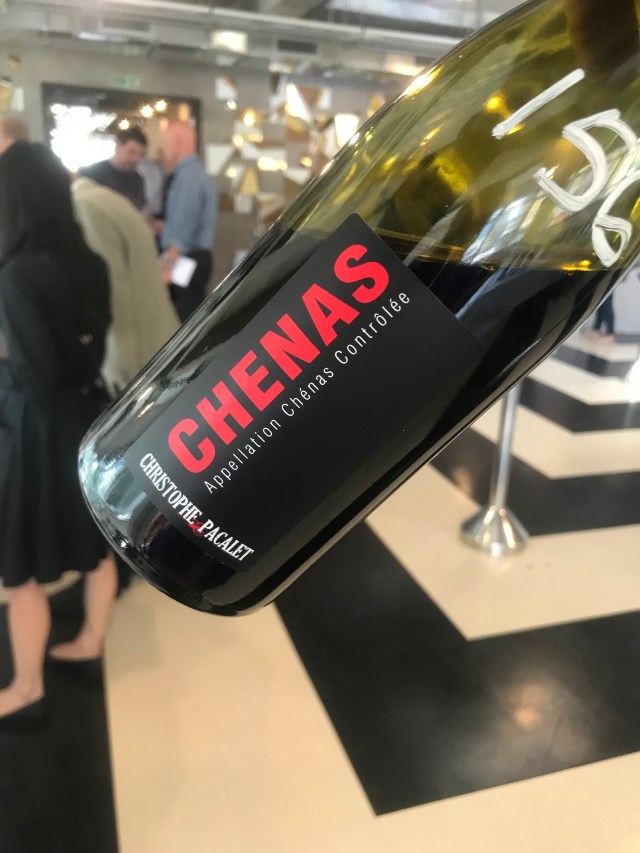 CHENAS
Appellation Chénas Contrôlée
CHRISTOPHE PACALET